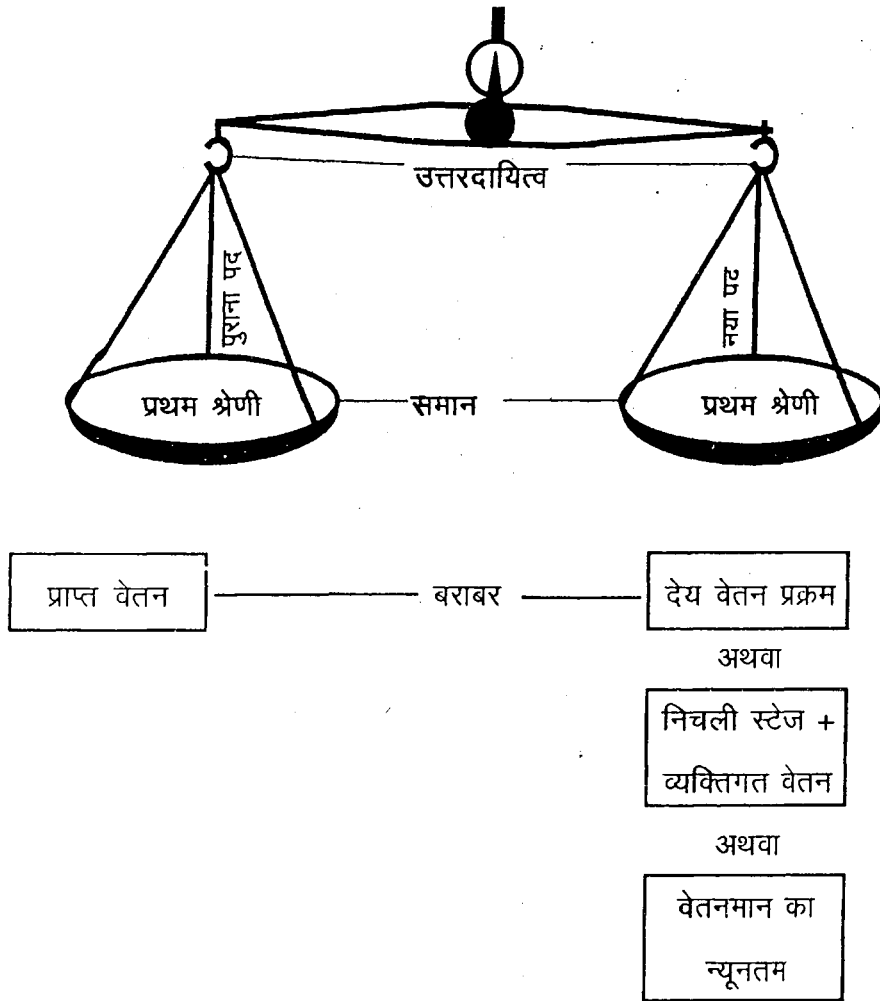 उत्तरदायित्व
पुराना पद
नया पद
प्रथम श्रेणी समान प्रथम श्रेणी
प्राप्त वेतन बराबर देय वेतन प्रक्रम
अथवा
निचली स्टेज +
व्यक्तिगत वेतन
अथवा
वेतनमान का
न्यूनतम